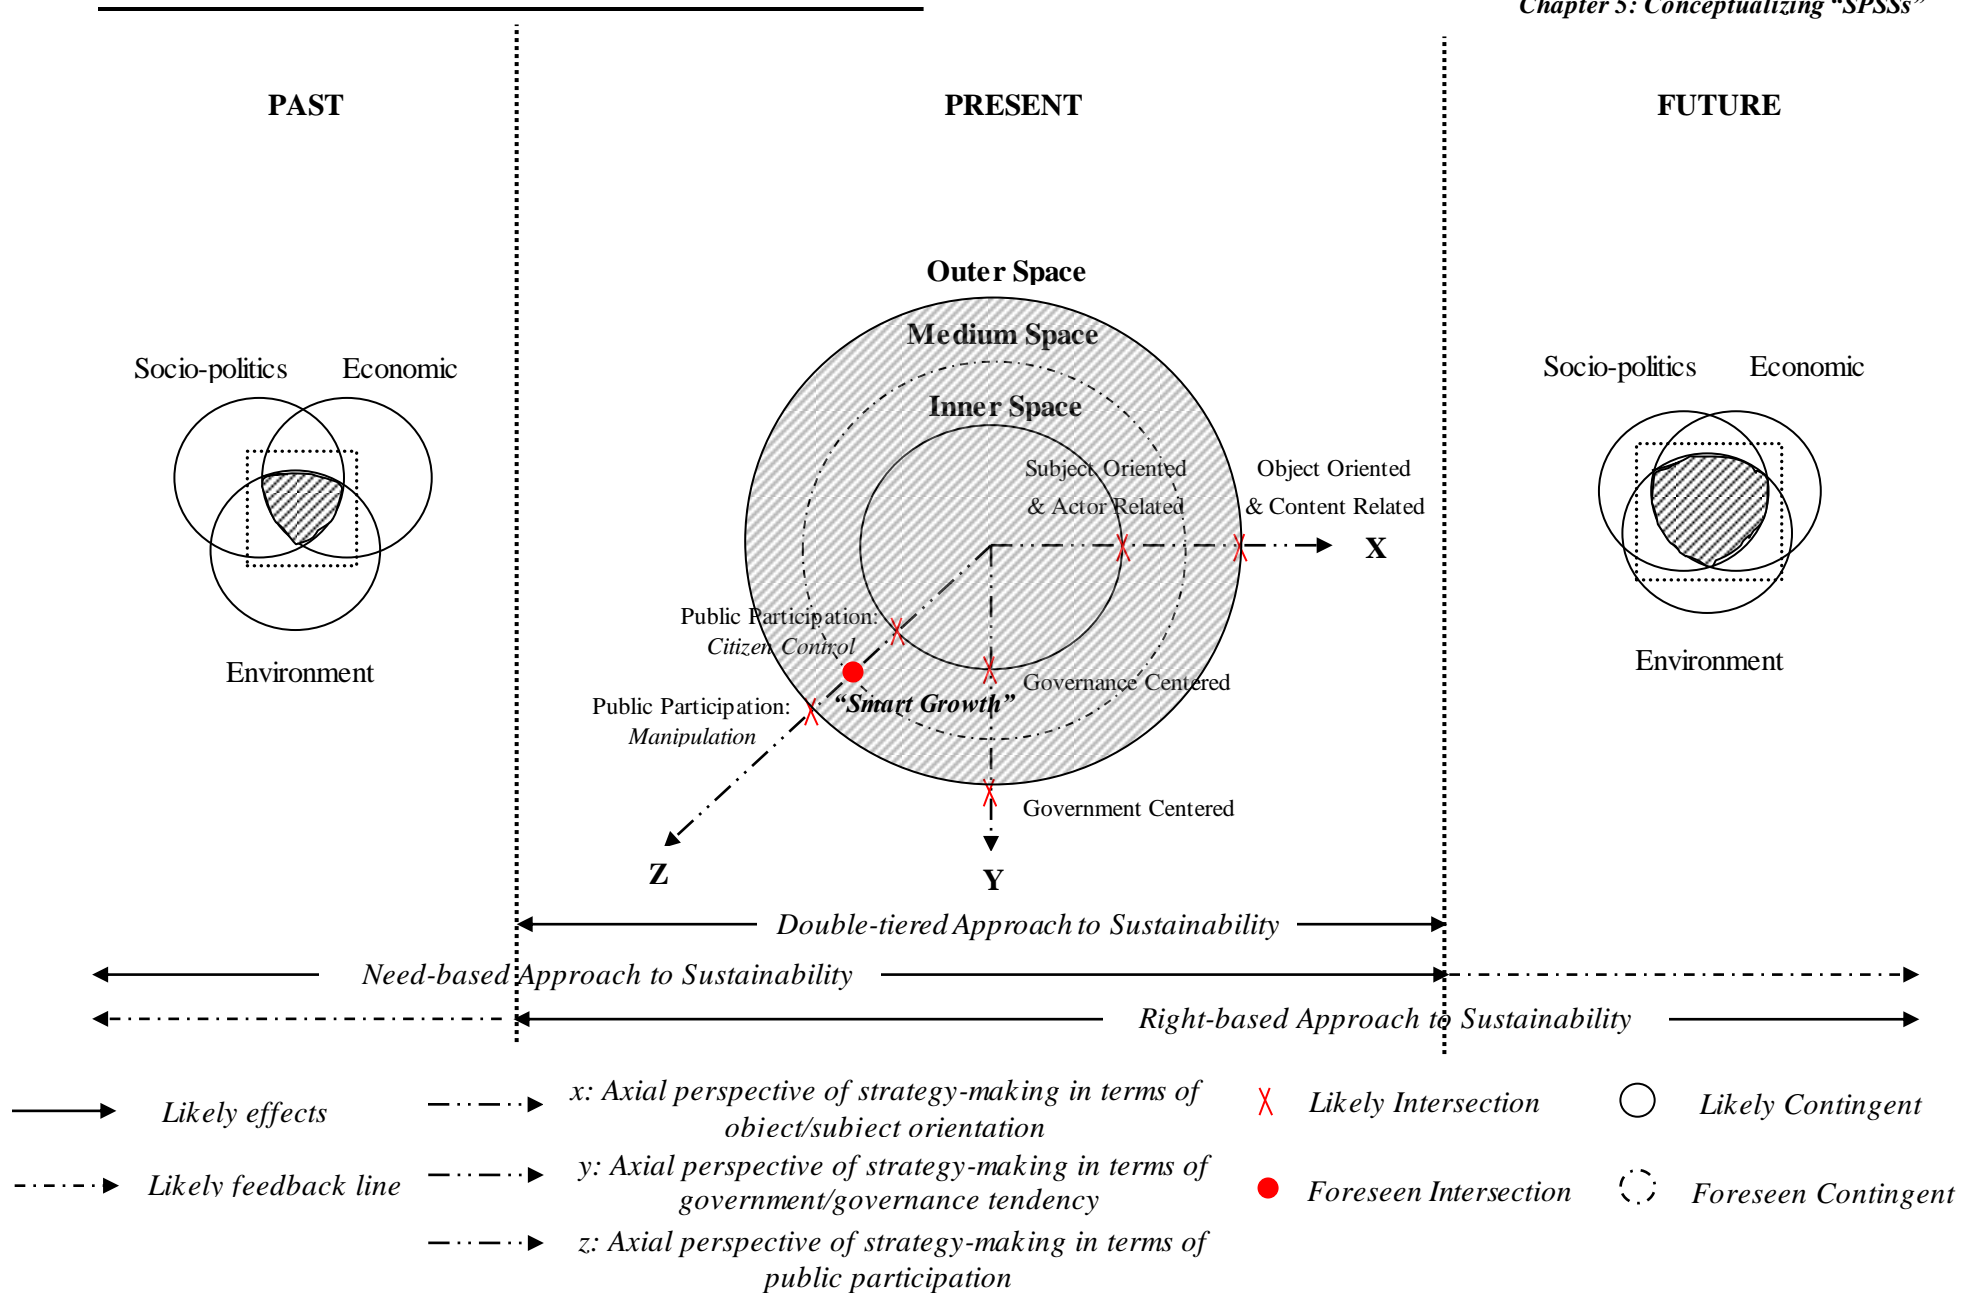 Chapter 5: Conceptualizing “SPSSs”
PAST
PRESENT
FUTURE
Outer Space
Medium Space
Inner Space
Socio-politics Economic
Environment
Subject Oriented
& Actor Related
Object Oriented
& Content Related
X
Public Participation:
Citizen Control
“Smart Growth”
Public Participation:
Manipulation
Governance Centered
Government Centered
Z
Y
Socio-politics Economic
Environment
Double-tiered Approach to Sustainability
Need-based Approach to Sustainability
Right-based Approach to Sustainability
Likely effects
Likely feedback line
x: Axial perspective of strategy-making in terms of
object/subject orientation
y: Axial perspective of strategy-making in terms of
government/governance tendency
z: Axial perspective of strategy-making in terms of
public participation
Likely Intersection
Foreseen Intersection
Likely Contingent
Foreseen Contingent